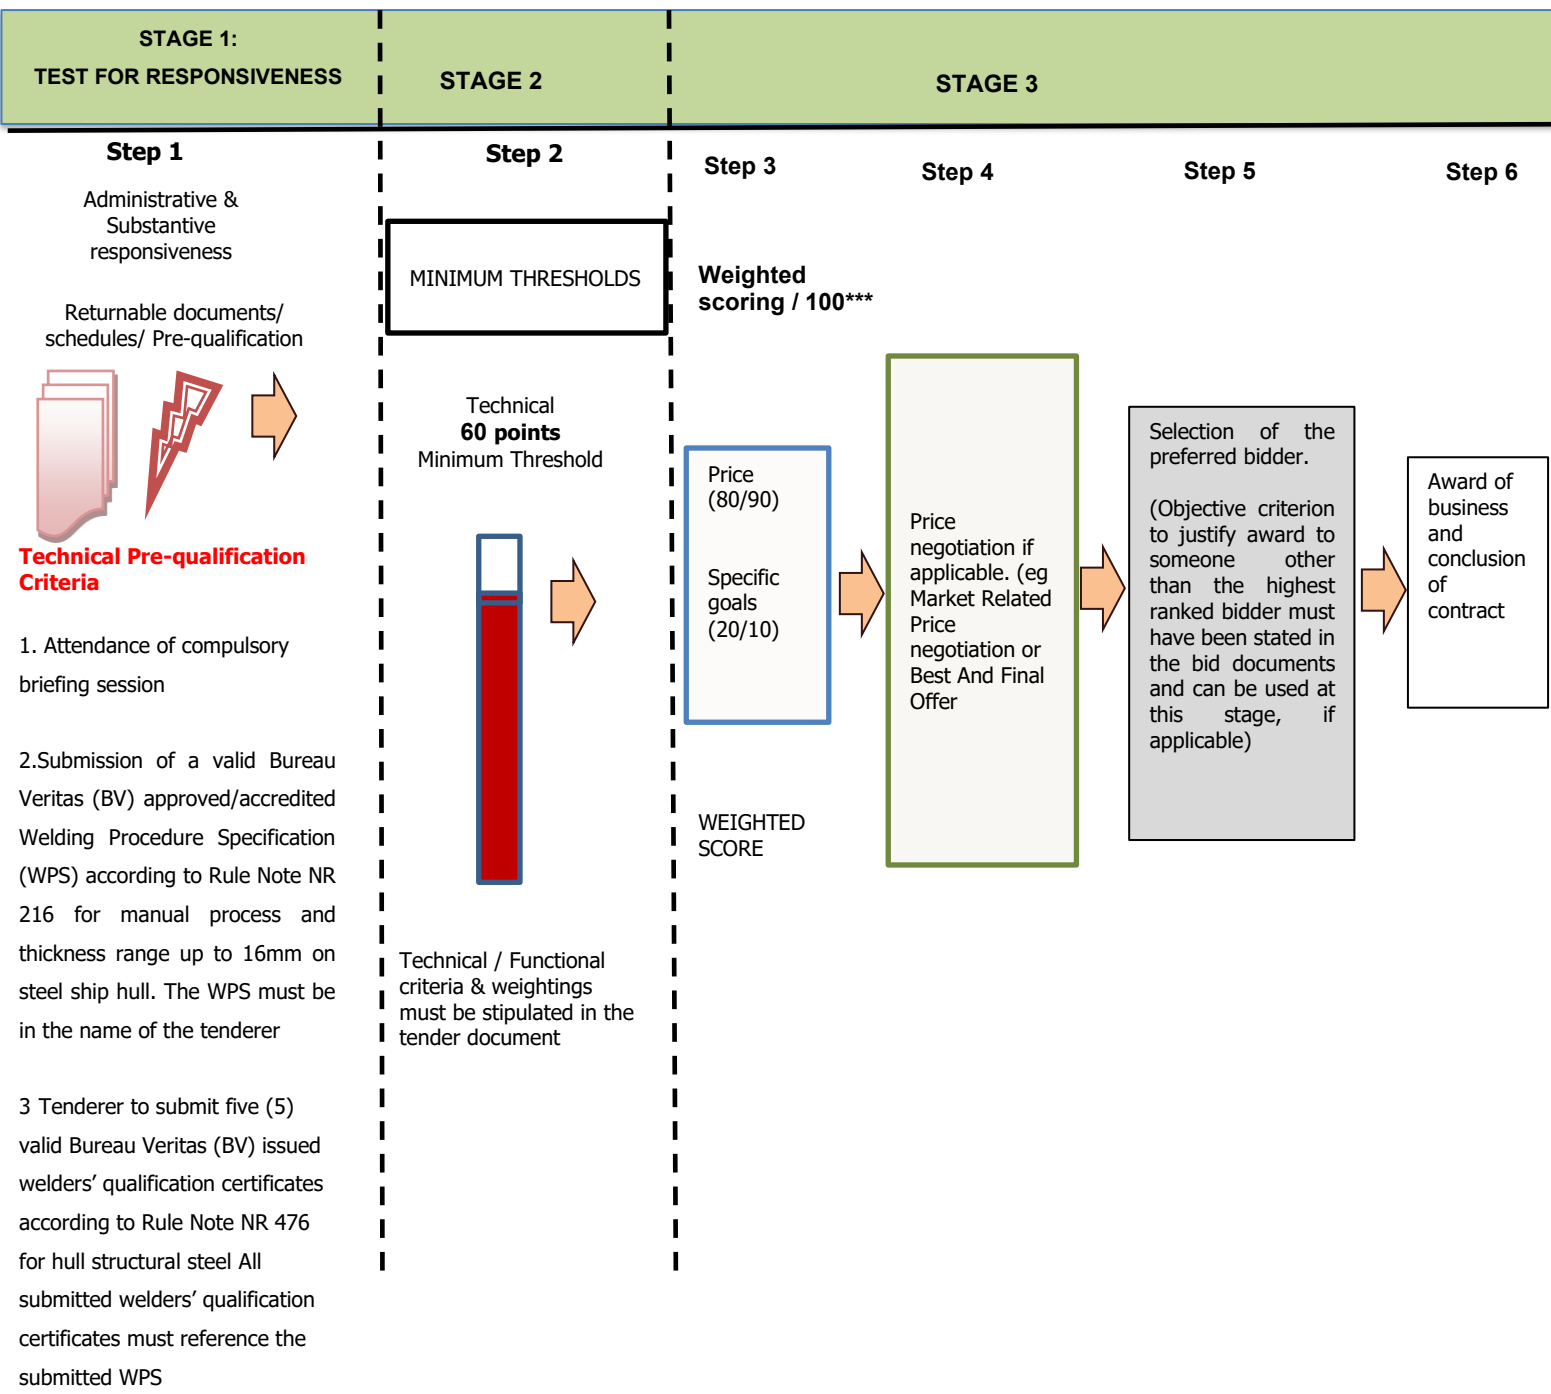 STAGE 1:
TEST FOR RESPONSIVENESS
STAGE 2
STAGE 3
Step 1
Administrative &
Substantive
responsiveness
Returnable documents/
schedules/ Pre-qualification
Technical Pre-qualification
Criteria
1. Attendance of compulsory
briefing session
2.Submission of a valid Bureau
Veritas (BV) approved/accredited
Welding Procedure Specification
(WPS) according to Rule Note NR
216 for manual process and
thickness range up to 16mm on
steel ship hull. The WPS must be
in the name of the tenderer
3 Tenderer to submit five (5)
valid Bureau Veritas (BV) issued
welders’ qualification certificates
according to Rule Note NR 476
for hull structural steel All
submitted welders’ qualification
certificates must reference the
submitted WPS
Step 2
MINIMUM THRESHOLDS
Technical
60 points
Minimum Threshold
Technical / Functional
criteria & weightings
must be stipulated in the
tender document
Step 3
Weighted
scoring / 100***
Price
(80/90)
Specific
goals
(20/10)
WEIGHTED
SCORE
Step 4
Price
negotiation if
applicable. (eg
Market Related
Price
negotiation or
Best And Final
Offer
Step 5
Selection of the
preferred bidder.
(Objective criterion
to justify award to
someone other
than the highest
ranked bidder must
have been stated in
the bid documents
and can be used at
this stage, if
applicable)
Step 6
Award of
business
and
conclusion
of
contract